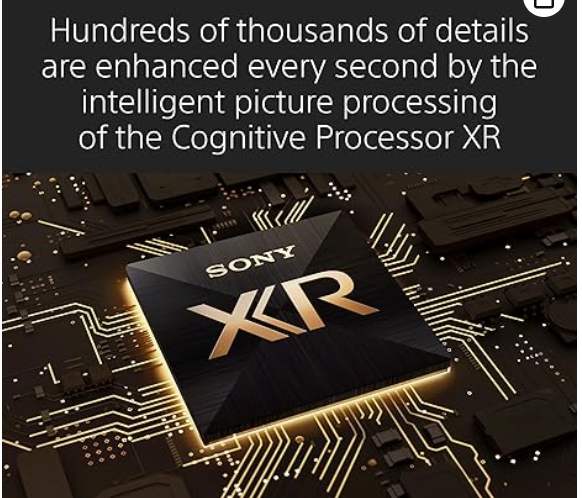 Hundreds of thousands of details
are enhanced every second by the
intelligent picture processing
of the Cognitive Processor XR
SONY
XR